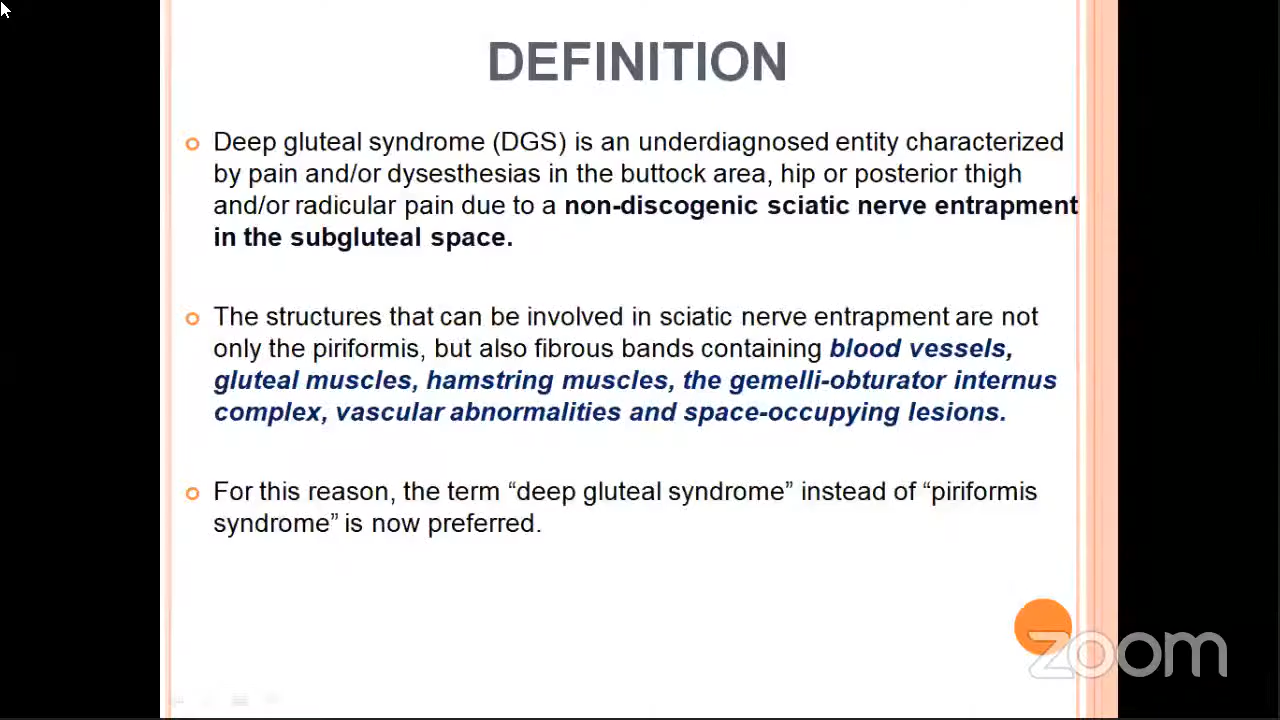 DEFINITION
Deep gluteal syndrome (DGS) is an underdiagnosed entity characterized
by pain and/or dysesthesias in the buttock area, hip or posterior thigh
and/or radicular pain due to a non-discogenic sciatic nerve entrapment
in the subgluteal space.
The structures that can be involved in sciatic nerve entrapment are not
only the piriformis, but also fibrous bands containing blood vessels,
gluteal muscles, hamstring muscles, the gemelli-obturator internus
complex, vascular abnormalities and space-occupying lesions.
For this reason, the term “deep gluteal syndrome” instead of “piriformis
syndrome” is now preferred.
zoom